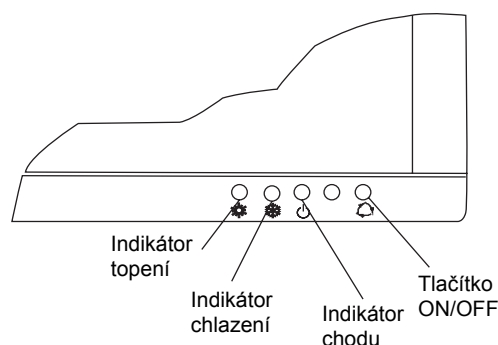 Indikátor
topení
Indikátor
chlazení
Indikátor
chodu
Tlačítko
ON/OFF